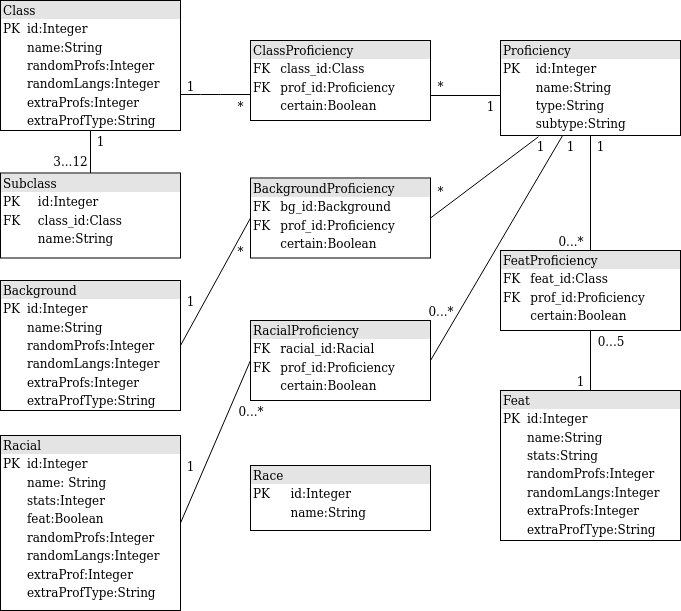 Class
PK id:Integer
name:String
randomProfs:Integer
randomLangs:Integer
extraProfs:Integer
extraProfType:String
1
*
ClassProficiency
FK class_id:Class
FK prof_id:Proficiency
certain:Boolean
*
1
Proficiency
PK id:Integer
name:String
type:String
subtype:String
1
3...12
Subclass
PK id:Integer
FK class_id:Class
name:String
BackgroundProficiency
FK bg_id:Background
FK prof_id:Proficiency
certain:Boolean
*
1
1
1
*
1
Background
PK id:Integer
name:String
randomProfs:Integer
randomLangs:Integer
extraProfs:Integer
extraProfType:String
0...*
FeatProficiency
FK feat_id:Class
FK prof_id:Proficiency
certain:Boolean
0...*
RacialProficiency
FK racial_id:Racial
FK prof_id:Proficiency
certain:Boolean
0...*
1
0...5
1
Feat
PK id:Integer
name:String
stats:String
randomProfs:Integer
randomLangs:Integer
extraProfs:Integer
extraProfType:String
Racial
PK id:Integer
name: String
stats:Integer
feat:Boolean
randomProfs:Integer
randomLangs:Integer
extraProf:Integer
extraProfType:String
Race
PK id:Integer
name:String